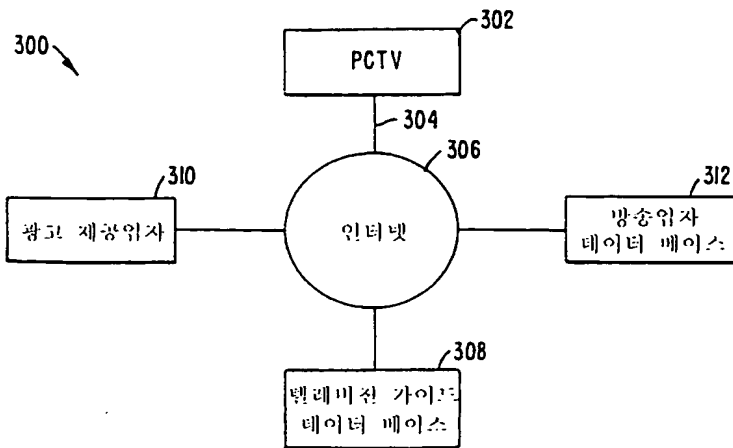 302
300
PCTV
304
306
310
312
광고 제공업자
인터넷
방송업자
데이터 베이스
308
텔레비전 가이드
데이터 베이스